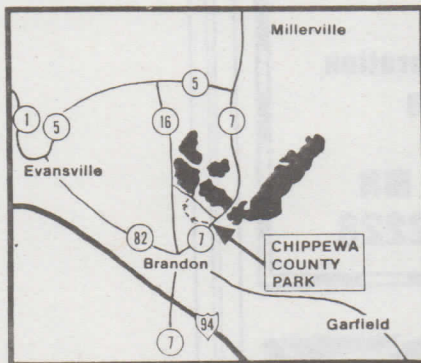 Millerville
5
1
5
16
7
Evansville
82
7
Brandon
CHIPPEWA
COUNTY
PARK
94
Garfield
7